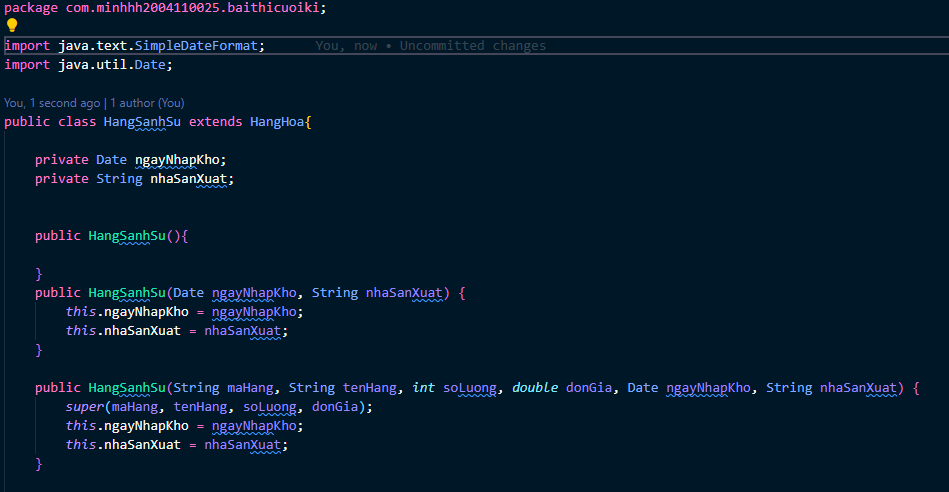 package com.minhhh2004110025.baithicuoiki;
import java.text.SimpleDateFormat; You, now • Uncommitted changes
import java.util.Date;
You, 1 second ago | 1 author (You)
public class HangSanhSu extends HangHoa{
private Date ngayNhapKho;
private String nhaSanXuat;
public HangSanhSu(){
}
public HangSanhSu(Date ngayNhapKho, String nhaSanXuat) {
this.ngayNhapKho = ngayNhapKho;
this.nhaSanXuat = nhaSanXuat;
}
public HangSanhSu(String maHang, String tenHang, int soLuong, double donGia, Date ngayNhapKho, String nhaSanXuat) {
super(maHang, tenHang, soLuong, donGia);
this.ngayNhapKho = ngayNhapKho;
this.nhaSanXuat = nhaSanXuat;
}